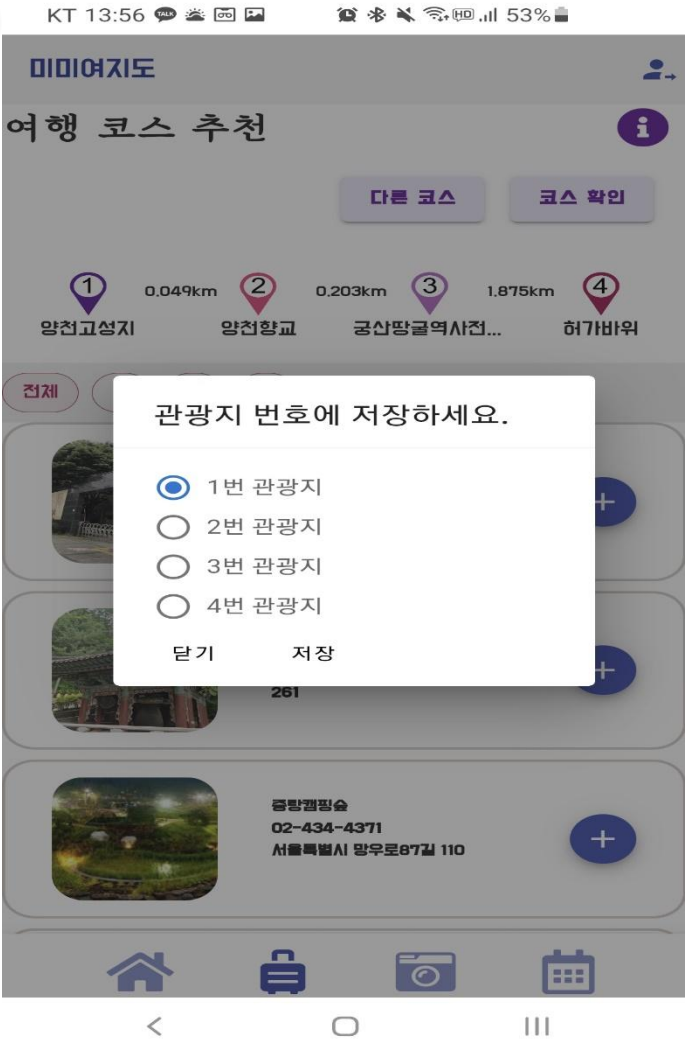 KT 13:56 TALK HD 53%
미미여지도
여행 코스 추천
i
다른 코스 코스 확인
1 0.049km 2 0.203km 3 1.875km 4
양천고성지 양천향교 궁산땅굴역사전... 허가바위
전체
관광지 번호에 저장하세요.
1번 관광지
2번 관광지
3번 관광지
4번 관광지
닫기 저장
261
중랑캠핑숲
02-434-4371
서울특별시 망우로87길 110